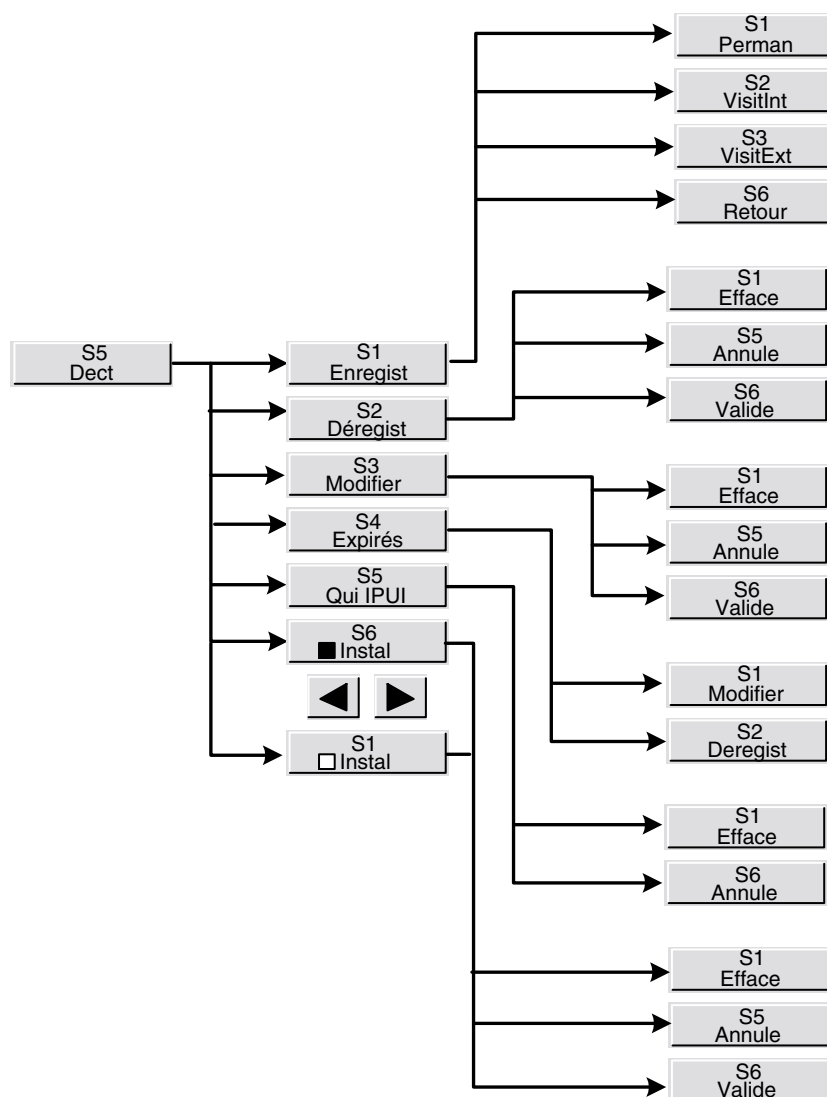 S5
Dect
S1
Enregist
S2
Déregist
S3
Modifier
S4
Expirés
S5
Qui IPUI
S6
Instal
S1
Instal
S1
Perman
S2
VisitInt
S3
VisitExt
S6
Retour
S1
Efface
S5
Annule
S6
Valide
S1
Efface
S5
Annule
S6
Valide
S1
Modifier
S2
Deregist
S1
Efface
S6
Annule
S1
Efface
S5
Annule
S6
Valide